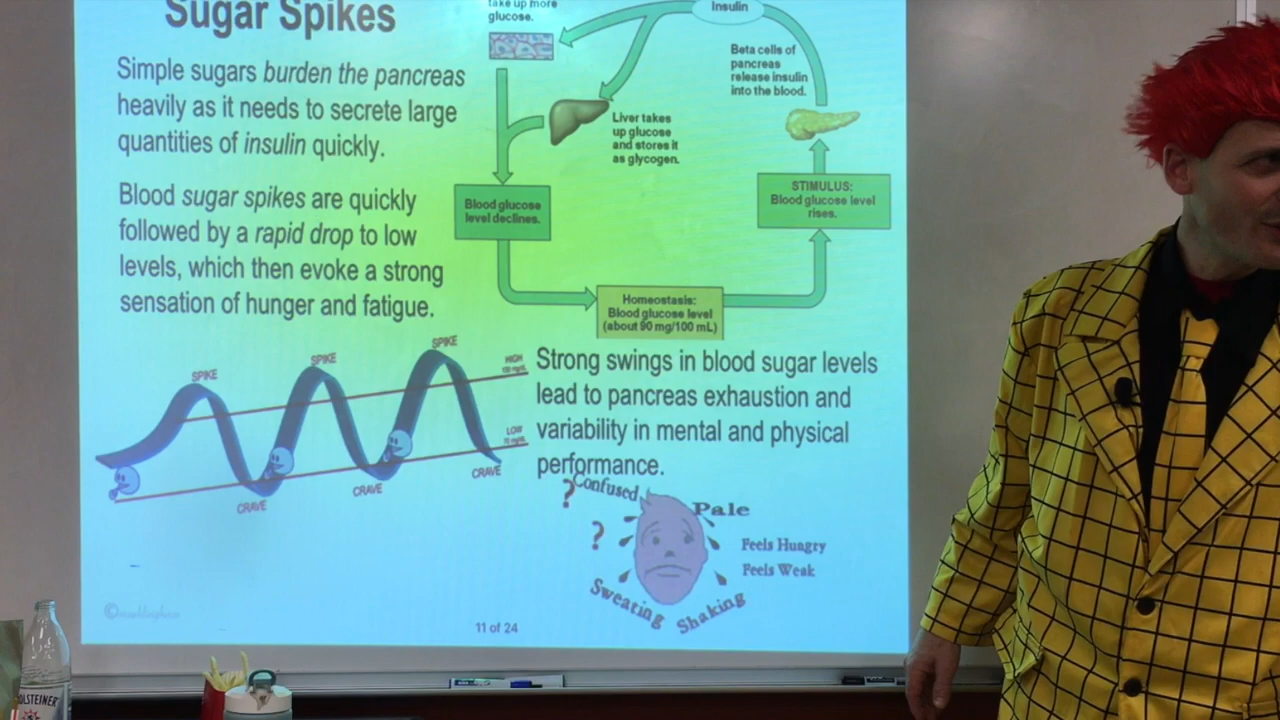 Sugar Spikes
Simple sugars burden the pancreas
heavily as it needs to secrete large
quantities of insulin quickly.
Blood sugar spikes are quickly
followed by a rapid drop to low
levels, which then evoke a strong
sensation of hunger and fatigue.
take up more
glucose.
Insulin
Beta cells of
pancreas
release insulin
into the blood.
Liver takes
up glucose
and stores it
as glycogen.
STIMULUS:
Blood glucose level
rises.
Blood glucose
level declines.
Homeostasis:
Blood glucose level
(about 90 mg/100 mL)
SPIKE
SPIKE
SPIKE
HIGH
LOW
CRAVE
CRAVE
CRAVE
Strong swings in blood sugar levels
lead to pancreas exhaustion and
variability in mental and physical
performance.
? Confused
Pale
?
Feels Hungry
Feels Weak
Sweating
Shaking
11 of 24
OLSTEINER